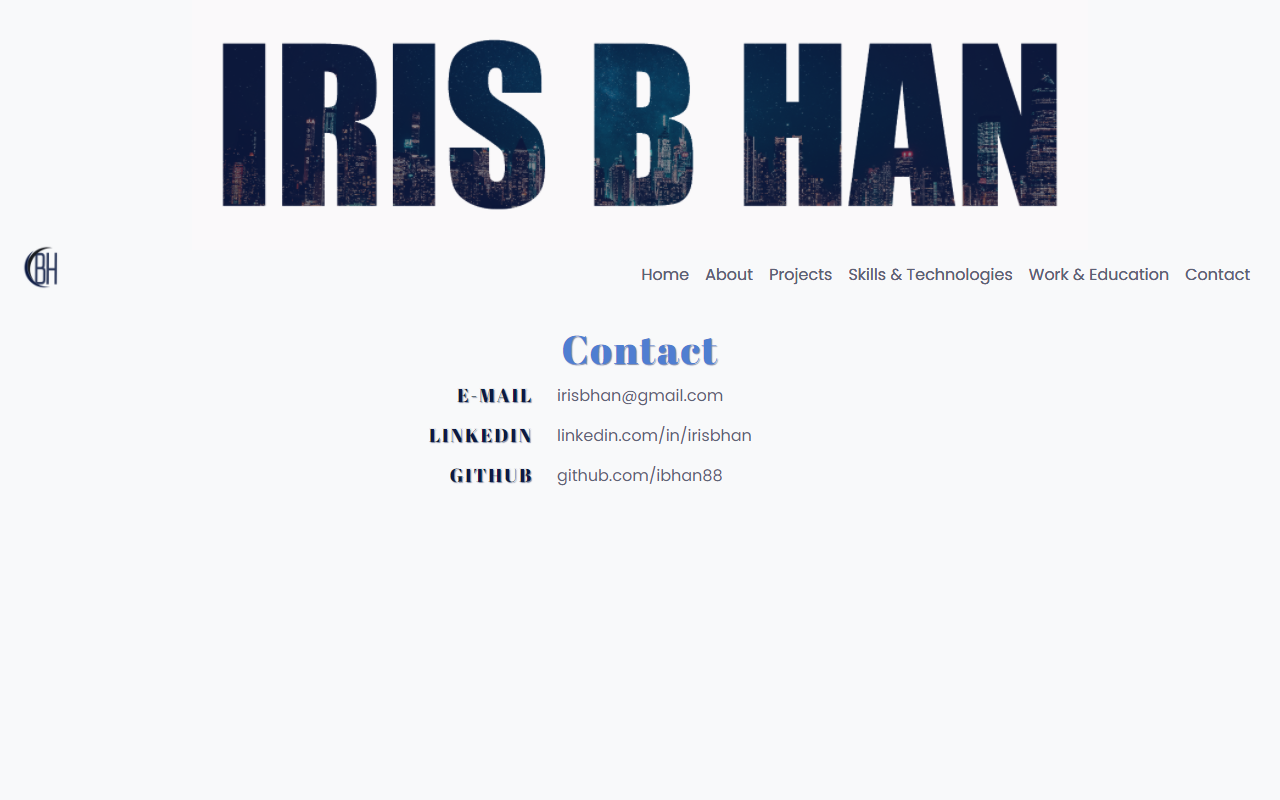 IRIS B HAN
BH
Home About Projects Skills & Technologies Work & Education Contact
Contact
E-MAIL irisbhan@gmail.com
LINKEDIN linkedin.com/in/irisbhan
GITHUB github.com/ibhan88